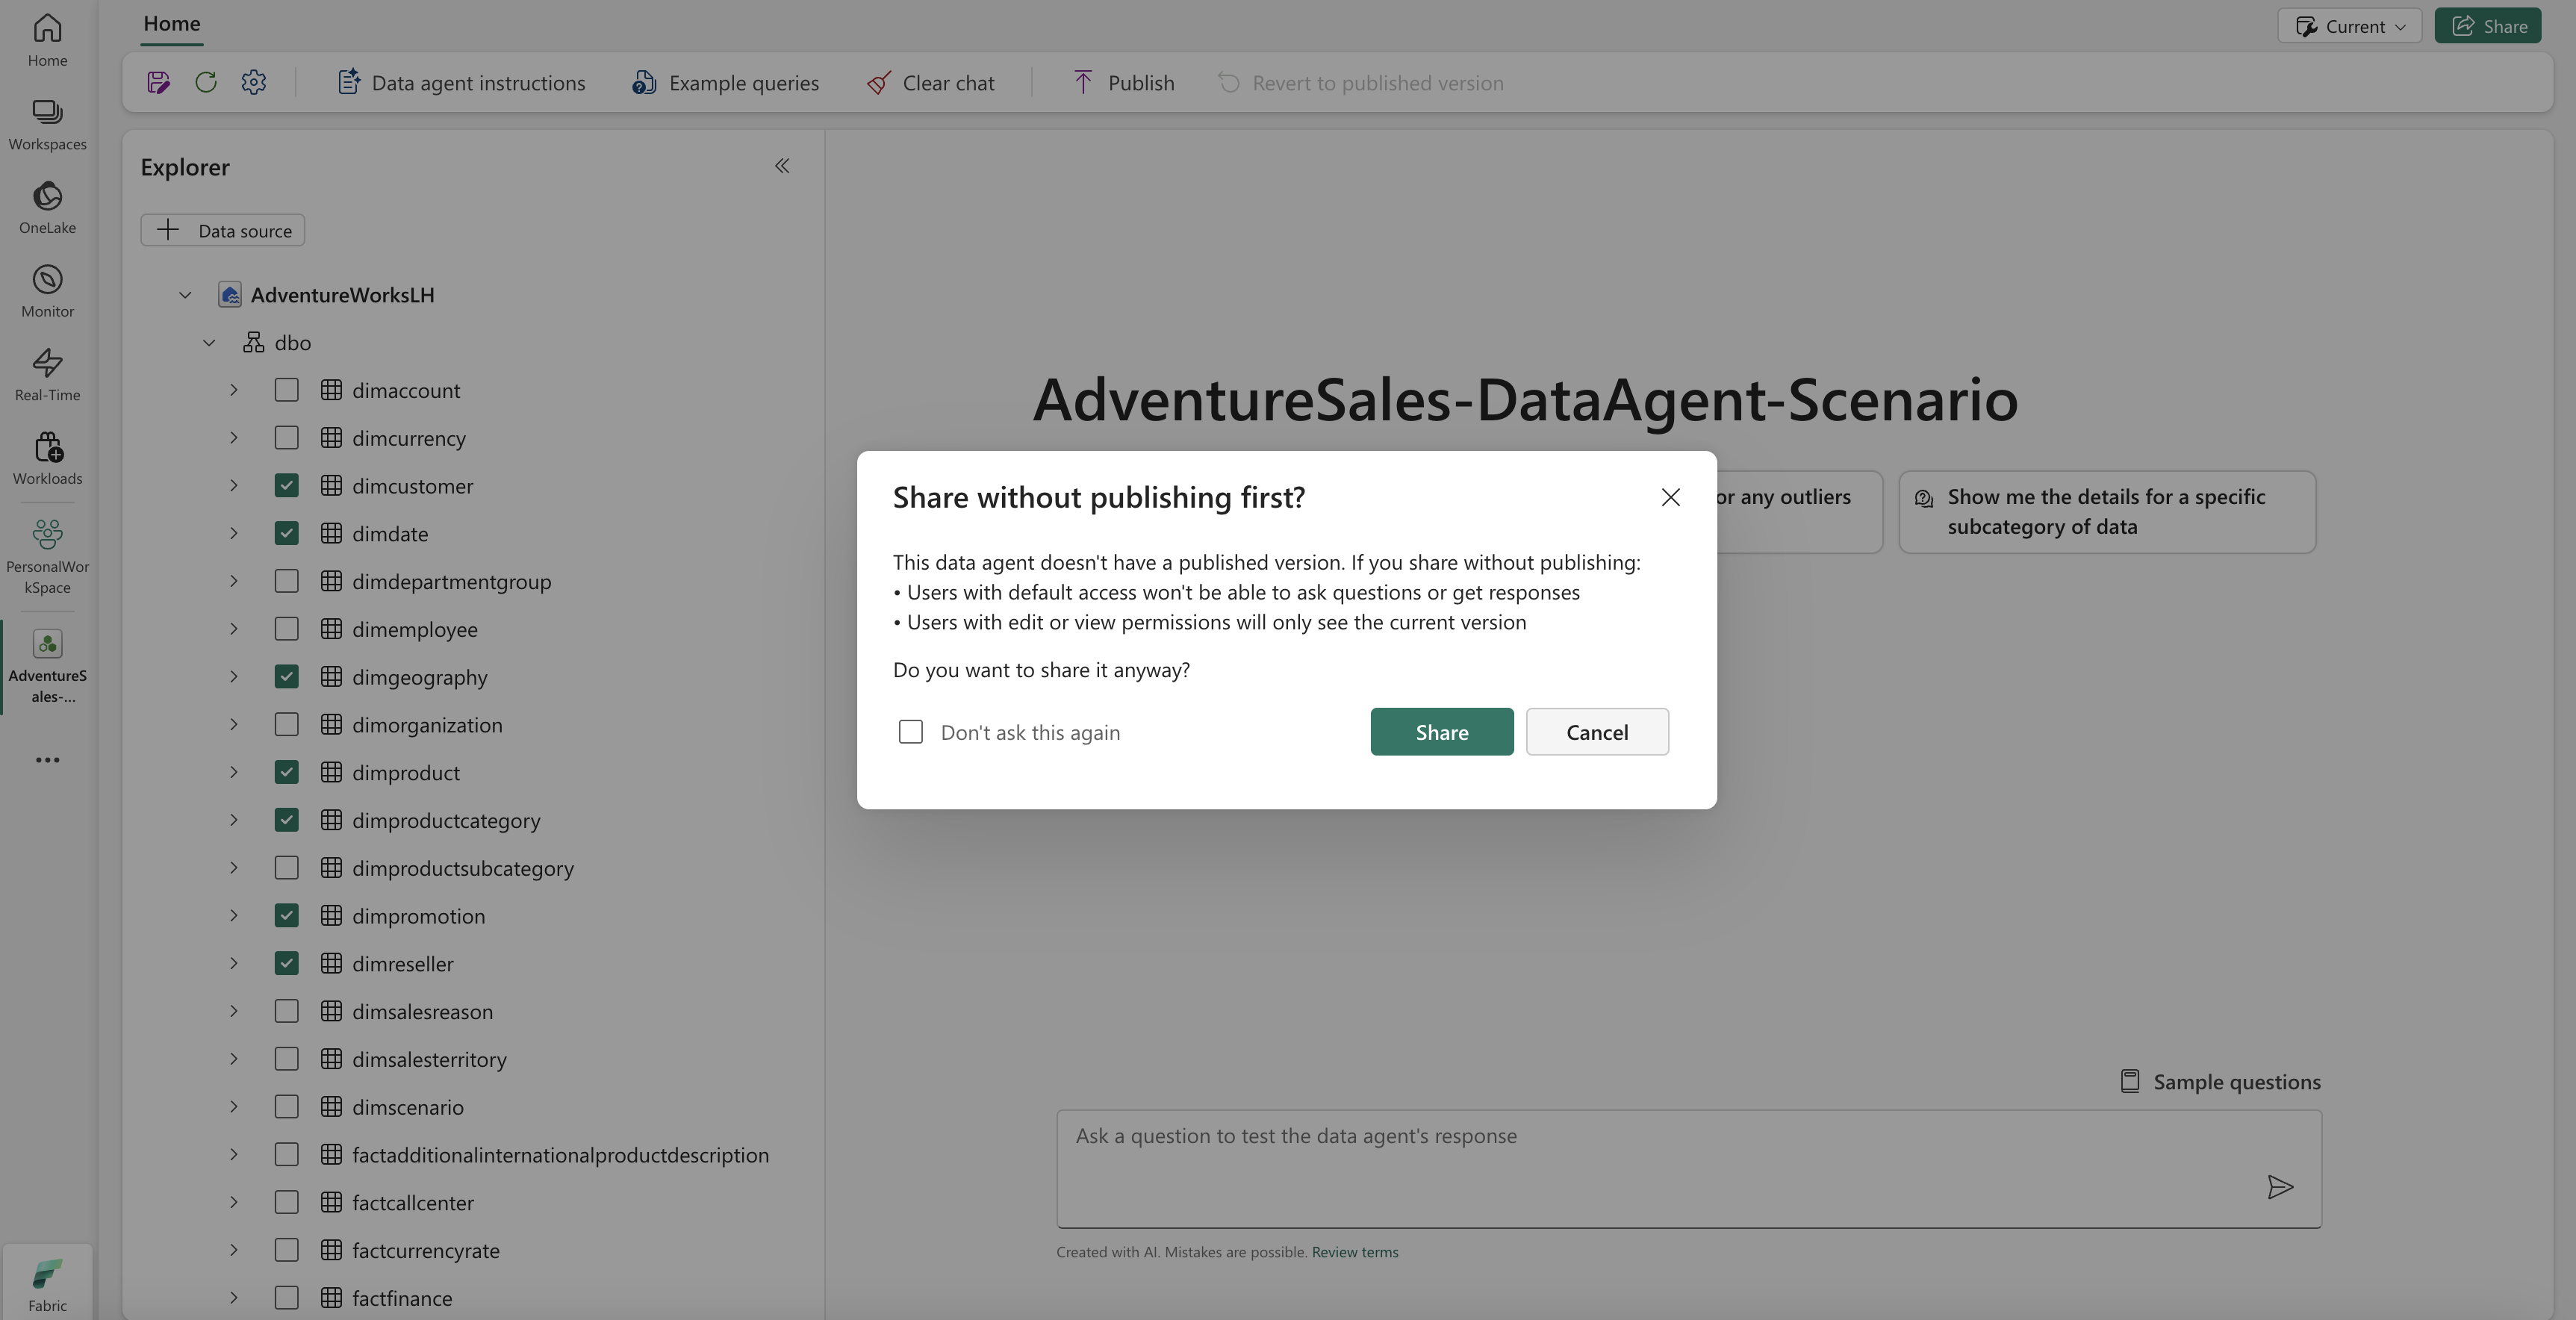 Home
Workspaces
OneLake
Monitor
Real-Time
Workloads
PersonalWor
kSpace
AdventureS
ales-...
Fabric
Home
Current
Share
Data agent instructions
Example queries
Clear chat
Publish
Revert to published version
Explorer
Data source
AdventureWorksLH
dbo
dimaccount
dimcurrency
dimcustomer
dimdate
dimdepartmentgroup
dimemployee
dimgeography
dimorganization
dimproduct
dimproductcategory
dimproductsubcategory
dimpromotion
dimreseller
dimsalesreason
dimsalesterritory
dimscenario
factadditionalinternationalproductdescription
factcallcenter
factcurrencyrate
factfinance
AdventureSales-DataAgent-Scenario
or any outliers
Show me the details for a specific
subcategory of data
Share without publishing first?
This data agent doesn't have a published version. If you share without publishing:
• Users with default access won't be able to ask questions or get responses
• Users with edit or view permissions will only see the current version
Do you want to share it anyway?
Don't ask this again
Share
Cancel
Sample questions
Ask a question to test the data agent's response
Created with AI. Mistakes are possible. Review terms